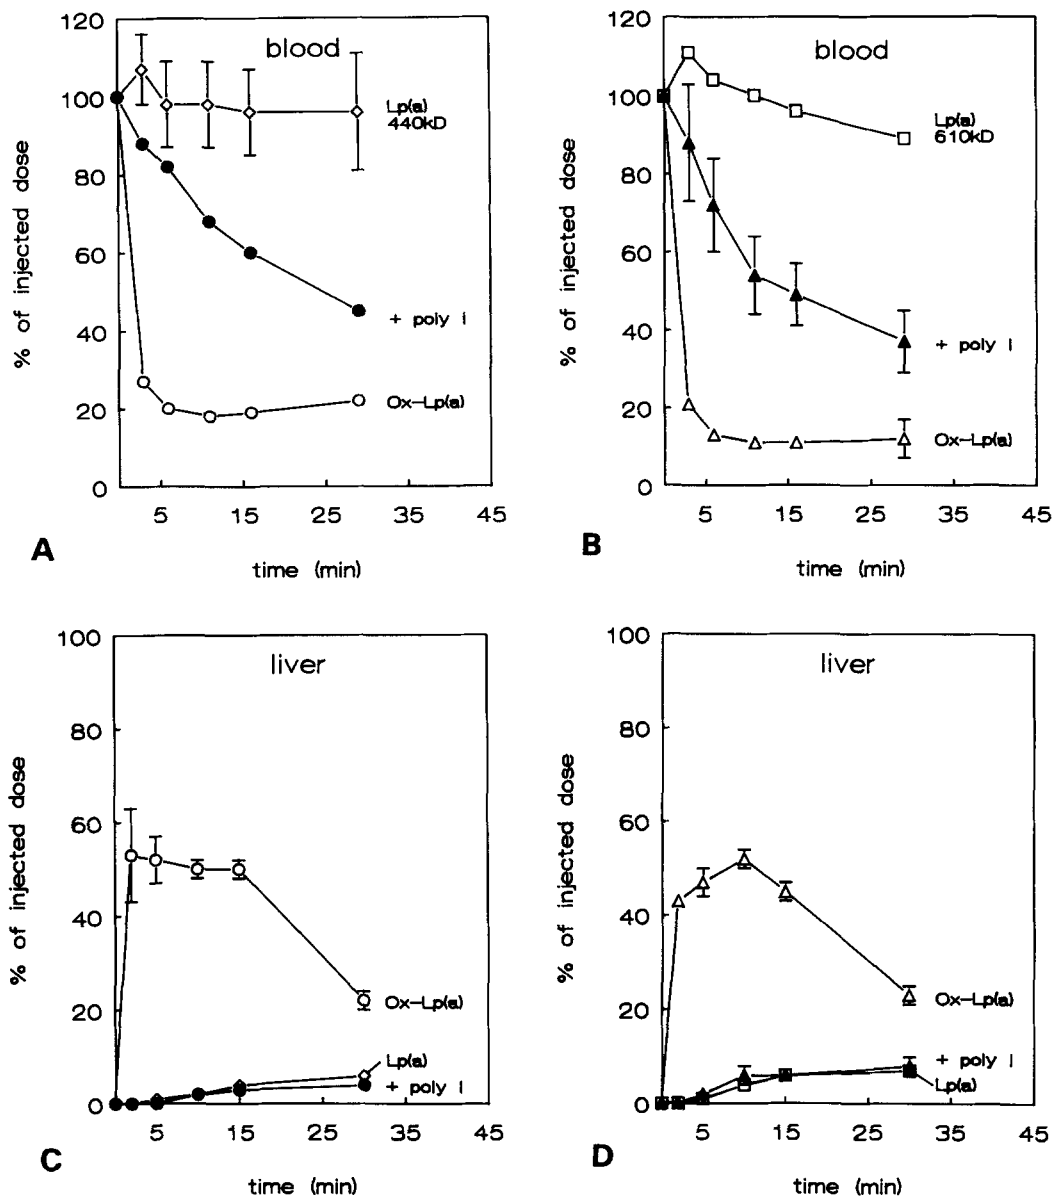 blood
120
100
80
60
40
20
0
% of injected dose
Lp(a)
440kD
+ poly I
Ox-Lp(a)
5 15 25 35 45
A
time (min)
blood
120
100
80
60
40
20
0
% of injected dose
Lp(a)
610kD
+ poly I
Ox-Lp(a)
5 15 25 35 45
B
time (min)
liver
100
80
60
40
20
0
% of injected dose
Ox-Lp(a)
Lp(a)
+ poly I
5 15 25 35 45
C
time (min)
liver
100
80
60
40
20
0
% of injected dose
Ox-Lp(a)
+ poly I
Lp(a)
5 15 25 35 45
D
time (min)